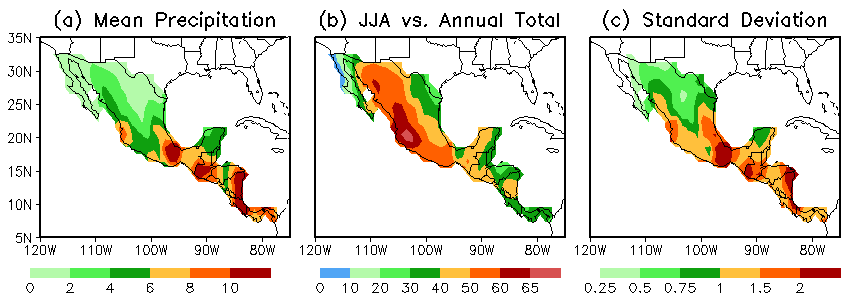 (a) Mean Precipitation
(b) JJA vs. Annual Total
(c) Standard Deviation
35N
30N
25N
20N
15N
10N
5N
120W 110W 100W 90W 80W
120W 110W 100W 90W 80W
120W 110W 100W 90W 80W
0 2 4 6 8 10
0 10 20 30 40 50 60 65
0.25 0.5 0.75 1 1.5 2